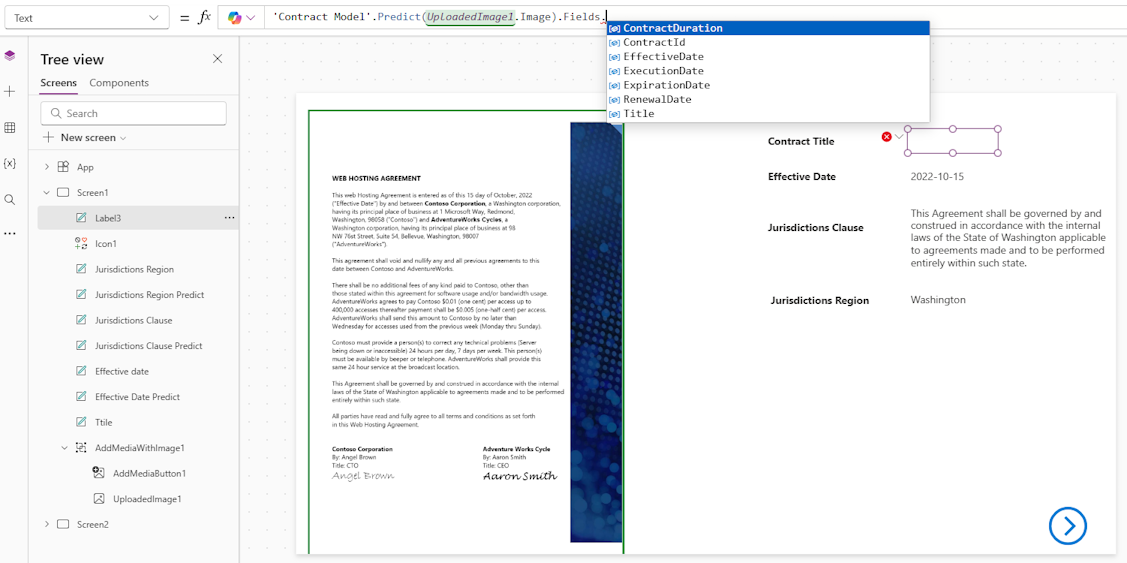 Text
=
fx
'Contract Model'.Predict(UploadedImage1.Image).Fields.
ContractDuration
ContractId
EffectiveDate
ExecutionDate
ExpirationDate
RenewalDate
Title
Tree view
Screens
Components
Search
New screen
App
Screen1
Label3
Icon1
Jurisdictions Region
Jurisdictions Region Predict
Jurisdictions Clause
Jurisdictions Clause Predict
Effective date
Effective Date Predict
Ttile
AddMediaWithImage1
AddMediaButton1
UploadedImage1
Screen2
WEB HOSTING AGREEMENT
This web Hosting Agreement is entered as of this 15 day of October, 2022
("Effective Date") by and between Contoso Corporation, a Washington corporation,
having its principal place of business at 1 Microsoft Way, Redmond,
Washington, 98058 ("Contoso") and AdventureWorks Cycles, a
Washington corporation, having its principal place of business at 98
NW 76st Street, Suite 54, Bellevue, Washington, 98007
("AdventureWorks").
This agreement shall void and nullify any and all previous agreements to this
date between Contoso and AdventureWorks.
There shall be no additional fees of any kind paid to Contoso, other than
those stated within this agreement for software usage and/or bandwidth usage.
AdventureWorks agrees to pay Contoso $0.01 (one cent) per access up to
400,000 accesses thereafter payment shall be $0.005 (one-half cent) per access.
AdventureWorks shall send this amount to Contoso by no later than
Wednesday for accesses used from the previous week (Monday thru Sunday).
Contoso must provide a person(s) to correct any technical problems (Server
being down or inaccessible) 24 hours per day, 7 days per week. This person(s)
must be available by beeper or telephone. AdventureWorks shall provide this
same 24 hour service at the broadcast location.
This Agreement shall be governed by and construed in accordance with the internal
laws of the State of Washington applicable to agreements made and to be performed
entirely within such state.
All parties have read and fully agree to all terms and conditions as set forth
in this Web Hosting Agreement.
Contoso Corporation
By: Angel Brown
Title: CTO
Angel Brown
Adventure Works Cycle
By: Aaron Smith
Title: CEO
Aaron Smith
Contract Title
Effective Date
2022-10-15
Jurisdictions Clause
This Agreement shall be governed by and
construed in accordance with the internal
laws of the State of Washington applicable
to agreements made and to be performed
entirely within such state.
Jurisdictions Region
Washington